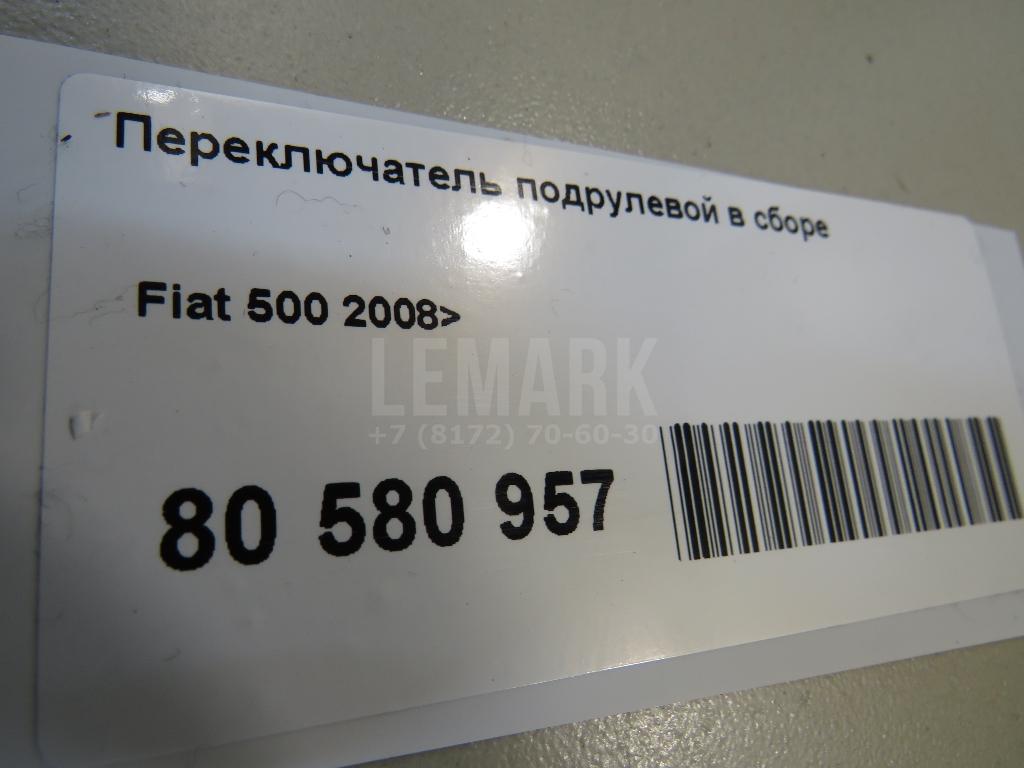 Переключатель подрулевой в сборе
Fiat 500 2008>
LEMARK
+7 (8172) 70-60-30
80 580 957